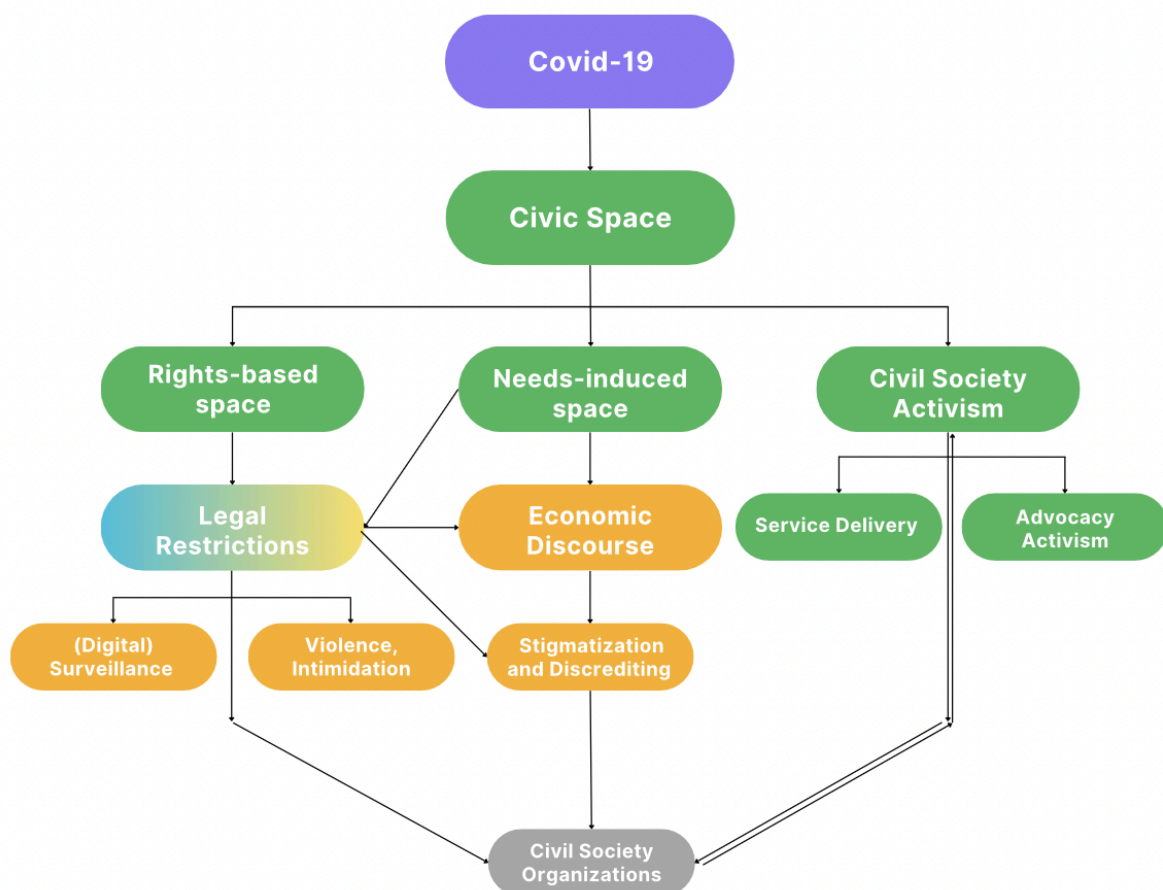 Covid-19
Civic Space
Rights-based
space
Needs-induced
space
Civil Society
Activism
Legal
Restrictions
Economic
Discourse
Service Delivery
Advocacy
Activism
(Digital)
Surveillance
Violence,
Intimidation
Stigmatization
and Discrediting
Civil Society
Organizations